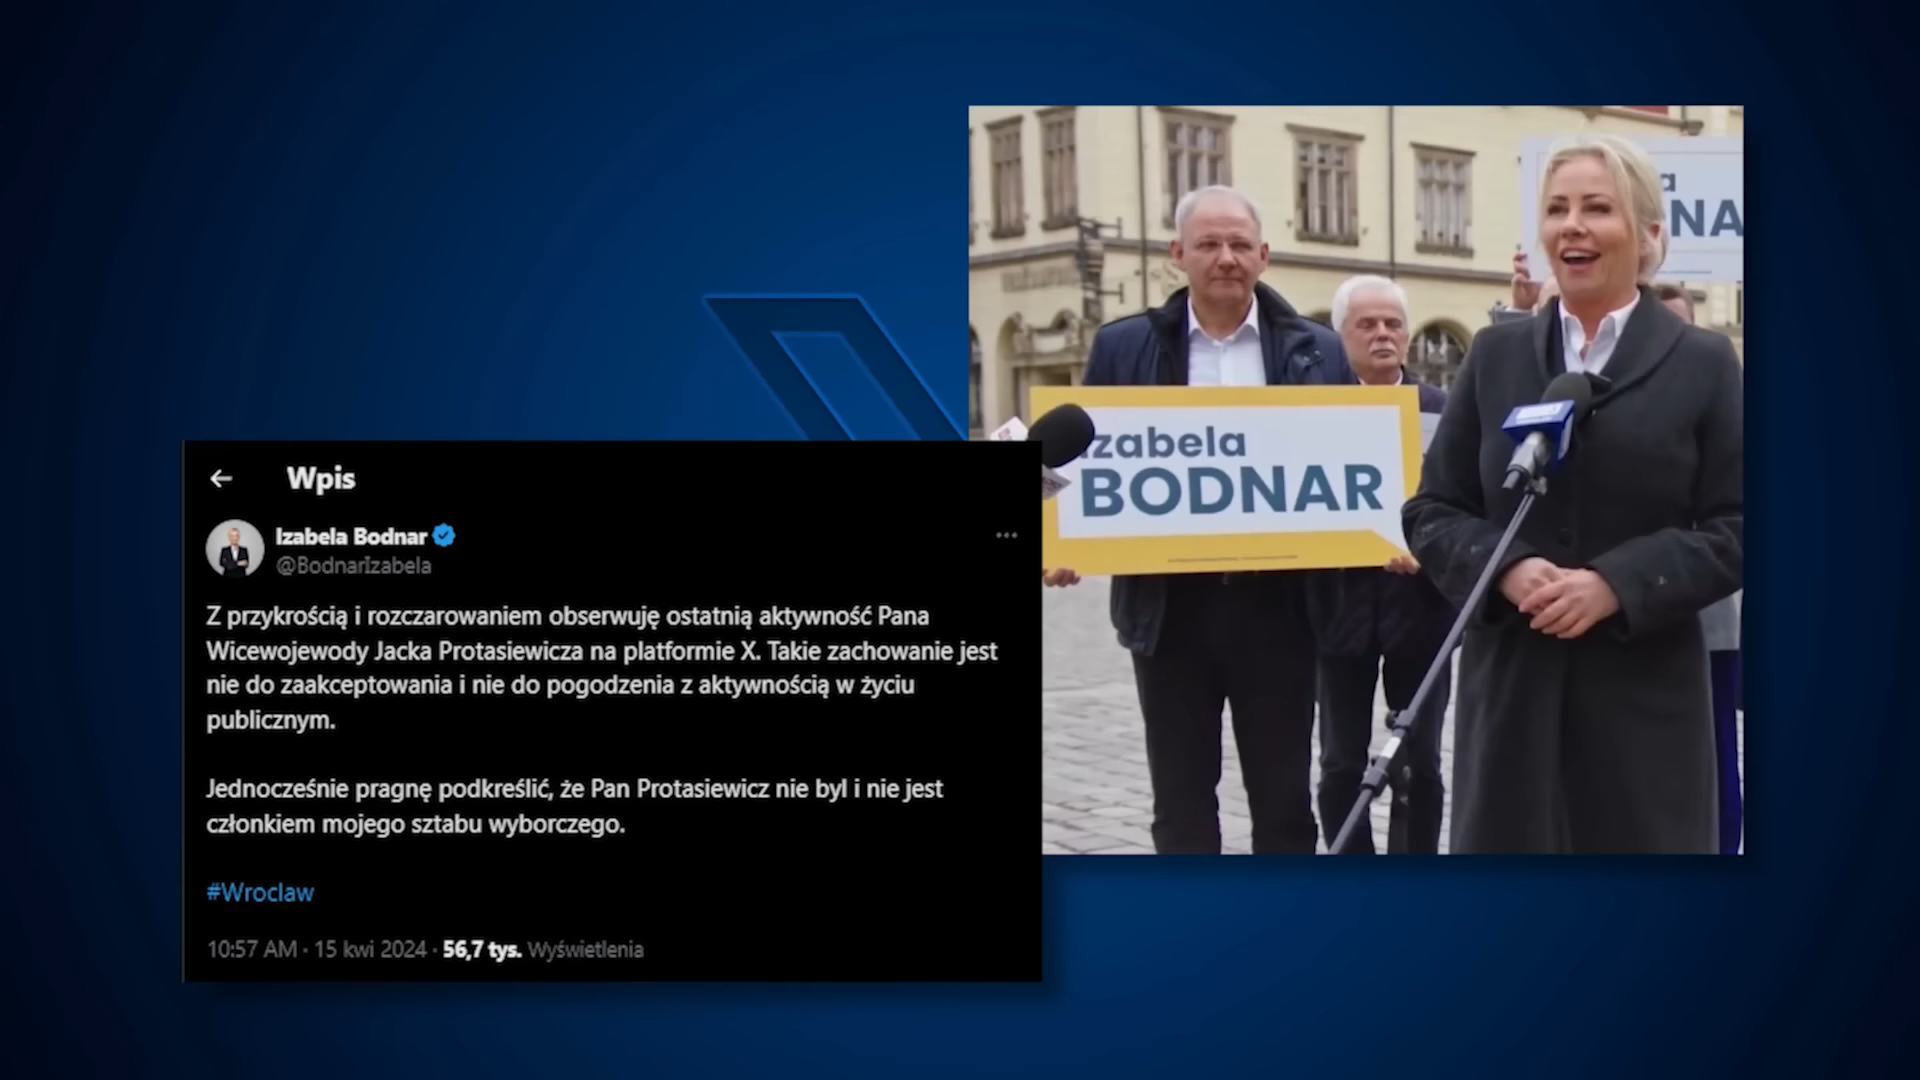 Wpis
Izabela Bodnar
@BodnarIzabela
Z przykrością i rozczarowaniem obserwuję ostatnią aktywność Pana
Wicewojewody Jacka Protasiewicza na platformie X. Takie zachowanie jest
nie do zaakceptowania i nie do pogodzenia z aktywnością w życiu
publicznym.
Jednocześnie pragnę podkreślić, że Pan Protasiewicz nie był i nie jest
członkiem mojego sztabu wyborczego.
#Wroclaw
10:57 AM · 15 kwi 2024 · 56,7 tys. Wyświetlenia
Izabela
BODNAR
a
NA